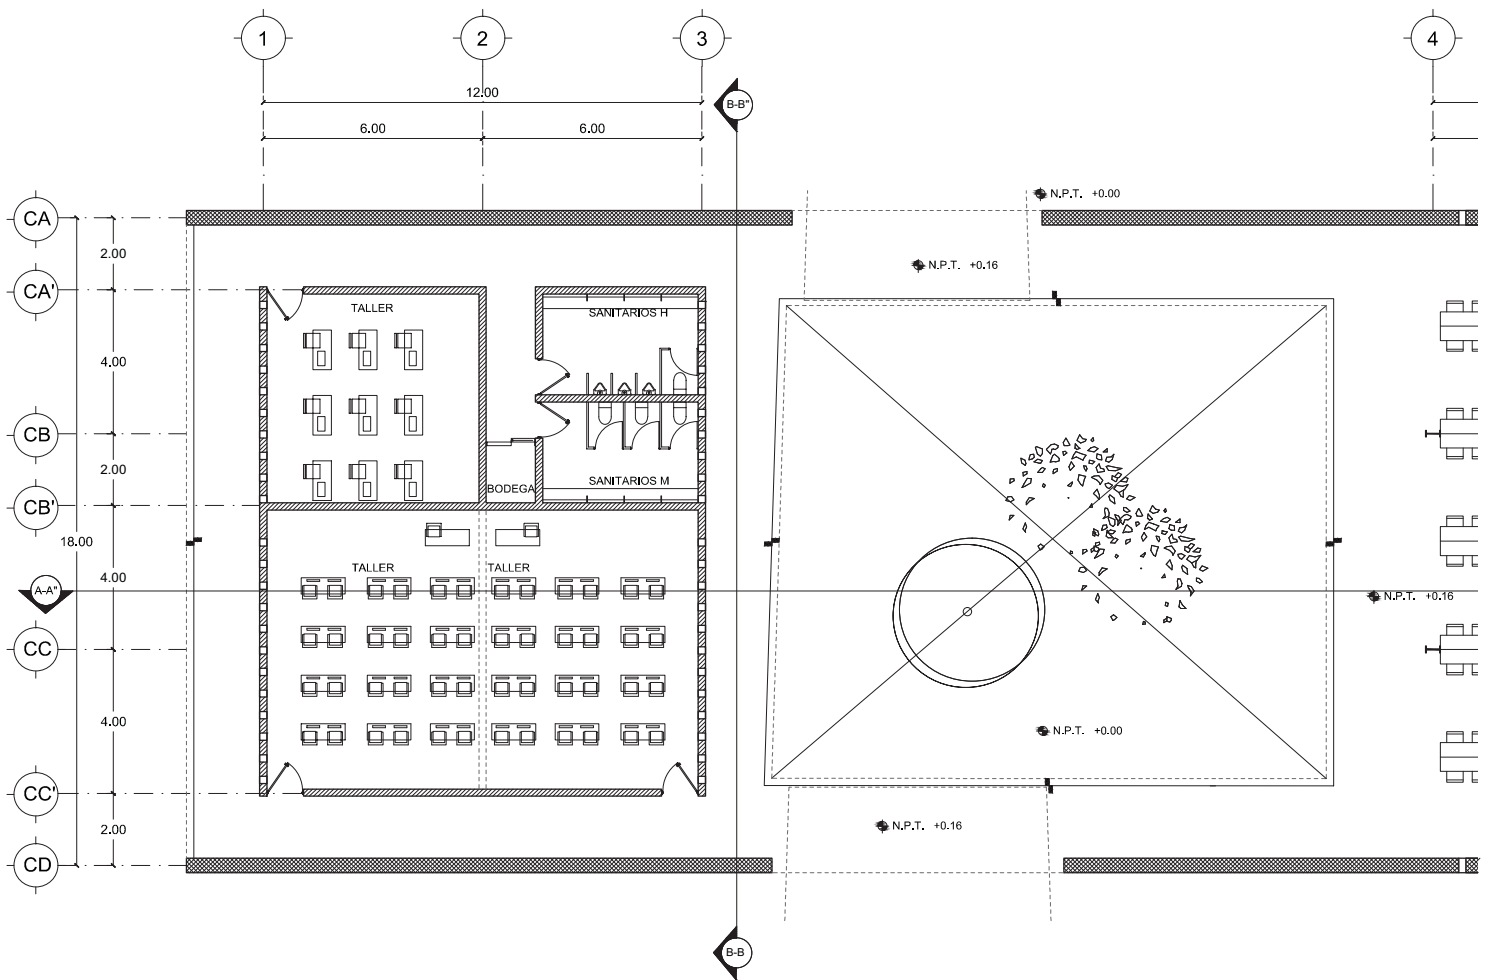 1
2
3
4
12.00
B-B"
6.00
6.00
N.P.T. +0.00
CA
2.00
N.P.T. +0.16
CA'
TALLER
SANITARIOS H
4.00
CB
2.00
SANITARIOS M
BODEGA
CB'
18.00
TALLER
TALLER
4.00
A-A"
N.P.T. +0.16
CC
4.00
N.P.T. +0.00
CC'
2.00
N.P.T. +0.16
CD
B-B